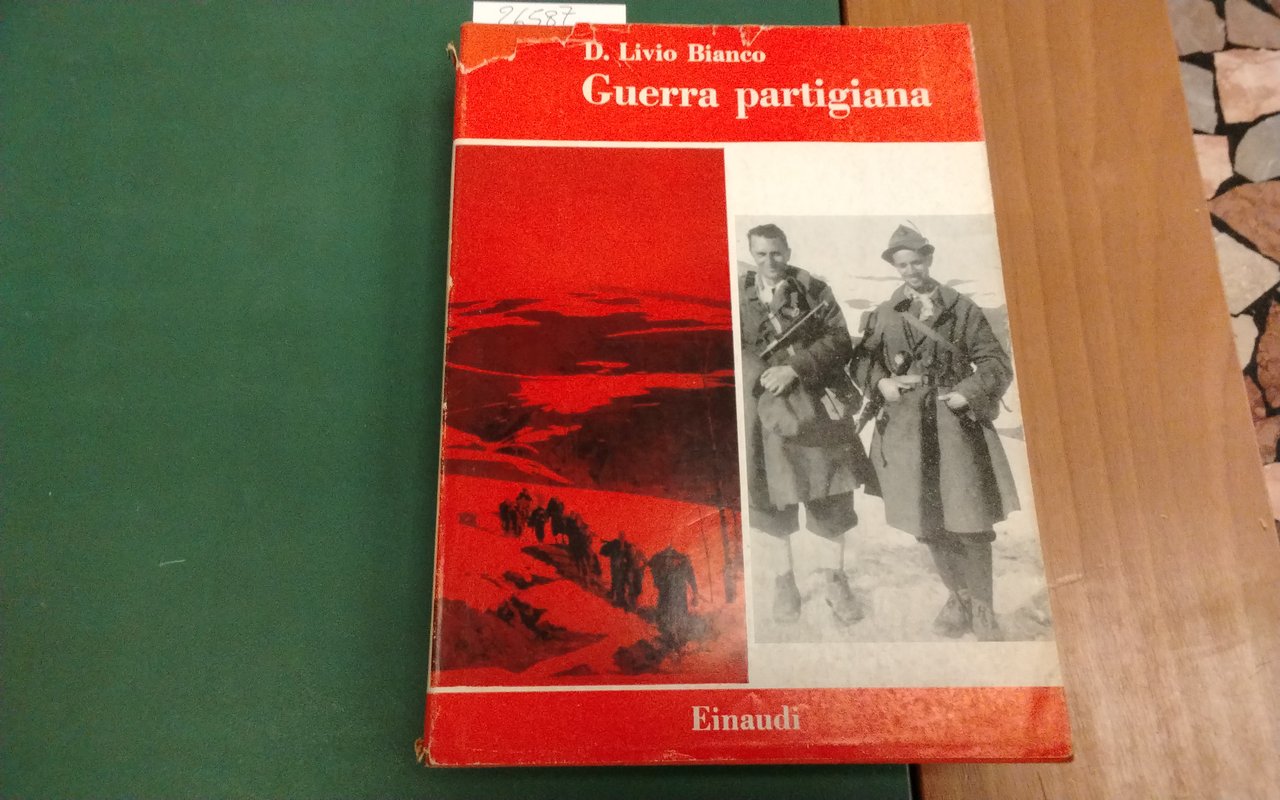 26587
D. Livio Bianco
Guerra partigiana
Einaudi